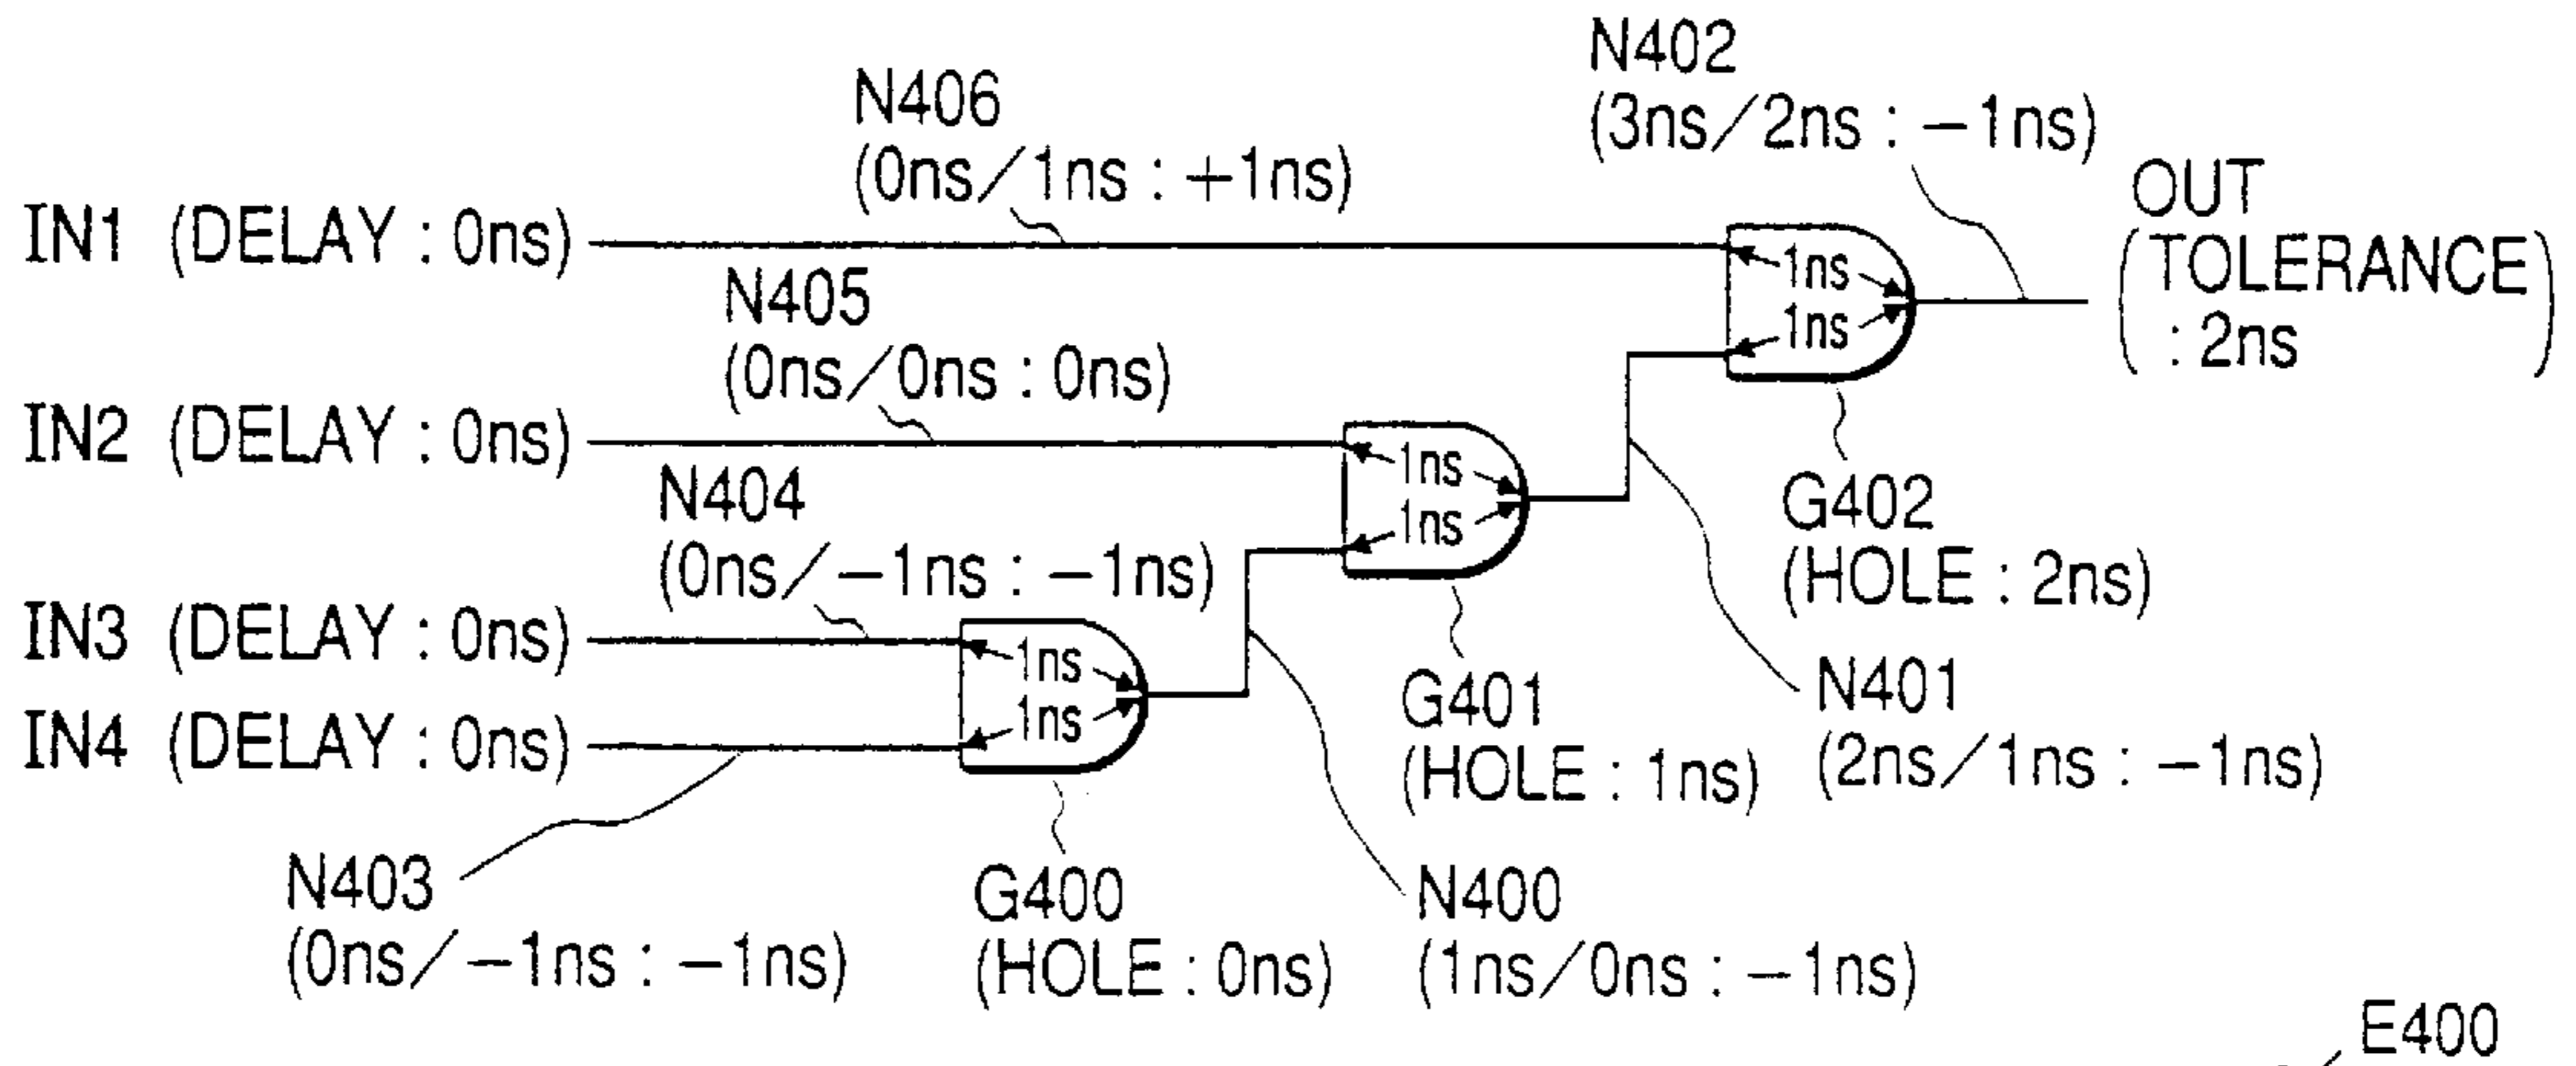 N402
(3ns/2ns : −1ns)
N406
(0ns/1ns : +1ns)
OUT
(TOLERANCE
: 2ns)
IN1 (DELAY : 0ns)
1ns
1ns
N405
(0ns/0ns : 0ns)
IN2 (DELAY : 0ns)
1ns
1ns
N404
(0ns/−1ns : −1ns)
G402
(HOLE : 2ns)
IN3 (DELAY : 0ns)
1ns
1ns
IN4 (DELAY : 0ns)
G401
(HOLE : 1ns)
N401
(2ns/1ns : −1ns)
N403
(0ns/−1ns : −1ns)
G400
(HOLE : 0ns)
N400
(1ns/0ns : −1ns)
E400